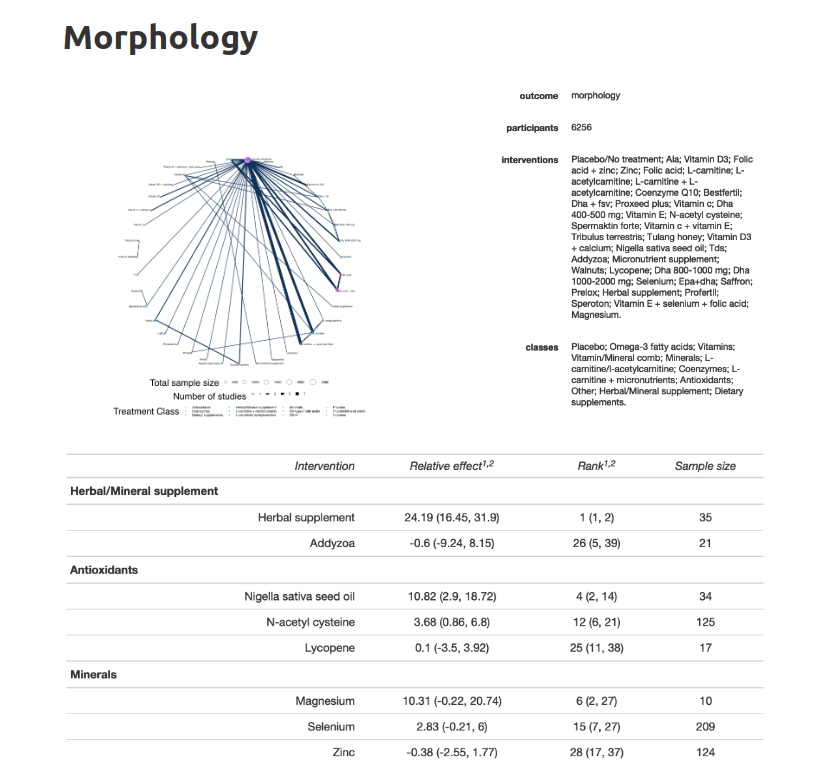 Morphology
outcome morphology
participants 6256
interventions Placebo/No treatment; Ala; Vitamin D3; Folic
acid + zinc; Zinc; Folic acid; L-carnitine; L-
acetylcarnitine; L-carnitine + L-
acetylcarnitine; Coenzyme Q10; Bestfertil;
Dha + fsv; Proxeed plus; Vitamin c; Dha
400-500 mg; Vitamin E; N-acetyl cysteine;
Spermaktin forte; Vitamin c + vitamin E;
Tribulus terrestris; Tulang honey; Vitamin D3
+ calcium; Nigella sativa seed oil; Tds;
Addyzoa; Micronutrient supplement;
Walnuts; Lycopene; Dha 800-1000 mg; Dha
1000-2000 mg; Selenium; Epa+dha; Saffron;
Prelox; Herbal supplement; Profertil;
Speroton; Vitamin E + selenium + folic acid;
Magnesium.
classes Placebo; Omega-3 fatty acids; Vitamins;
Vitamin/Mineral comb; Minerals; L-
carnitine/l-acetylcarnitine; Coenzymes; L-
carnitine + micronutrients; Antioxidants;
Other; Herbal/Mineral supplement; Dietary
supplements.
Total sample size
Number of studies
Treatment Class
Intervention Relative effect1,2 Rank1,2 Sample size
Herbal/Mineral supplement
Herbal supplement 24.19 (16.45, 31.9) 1 (1, 2) 35
Addyzoa -0.6 (-9.24, 8.15) 26 (5, 39) 21
Antioxidants
Nigella sativa seed oil 10.82 (2.9, 18.72) 4 (2, 14) 34
N-acetyl cysteine 3.68 (0.86, 6.8) 12 (6, 21) 125
Lycopene 0.1 (-3.5, 3.92) 25 (11, 38) 17
Minerals
Magnesium 10.31 (-0.22, 20.74) 6 (2, 27) 10
Selenium 2.83 (-0.21, 6) 15 (7, 27) 209
Zinc -0.38 (-2.55, 1.77) 28 (17, 37) 124